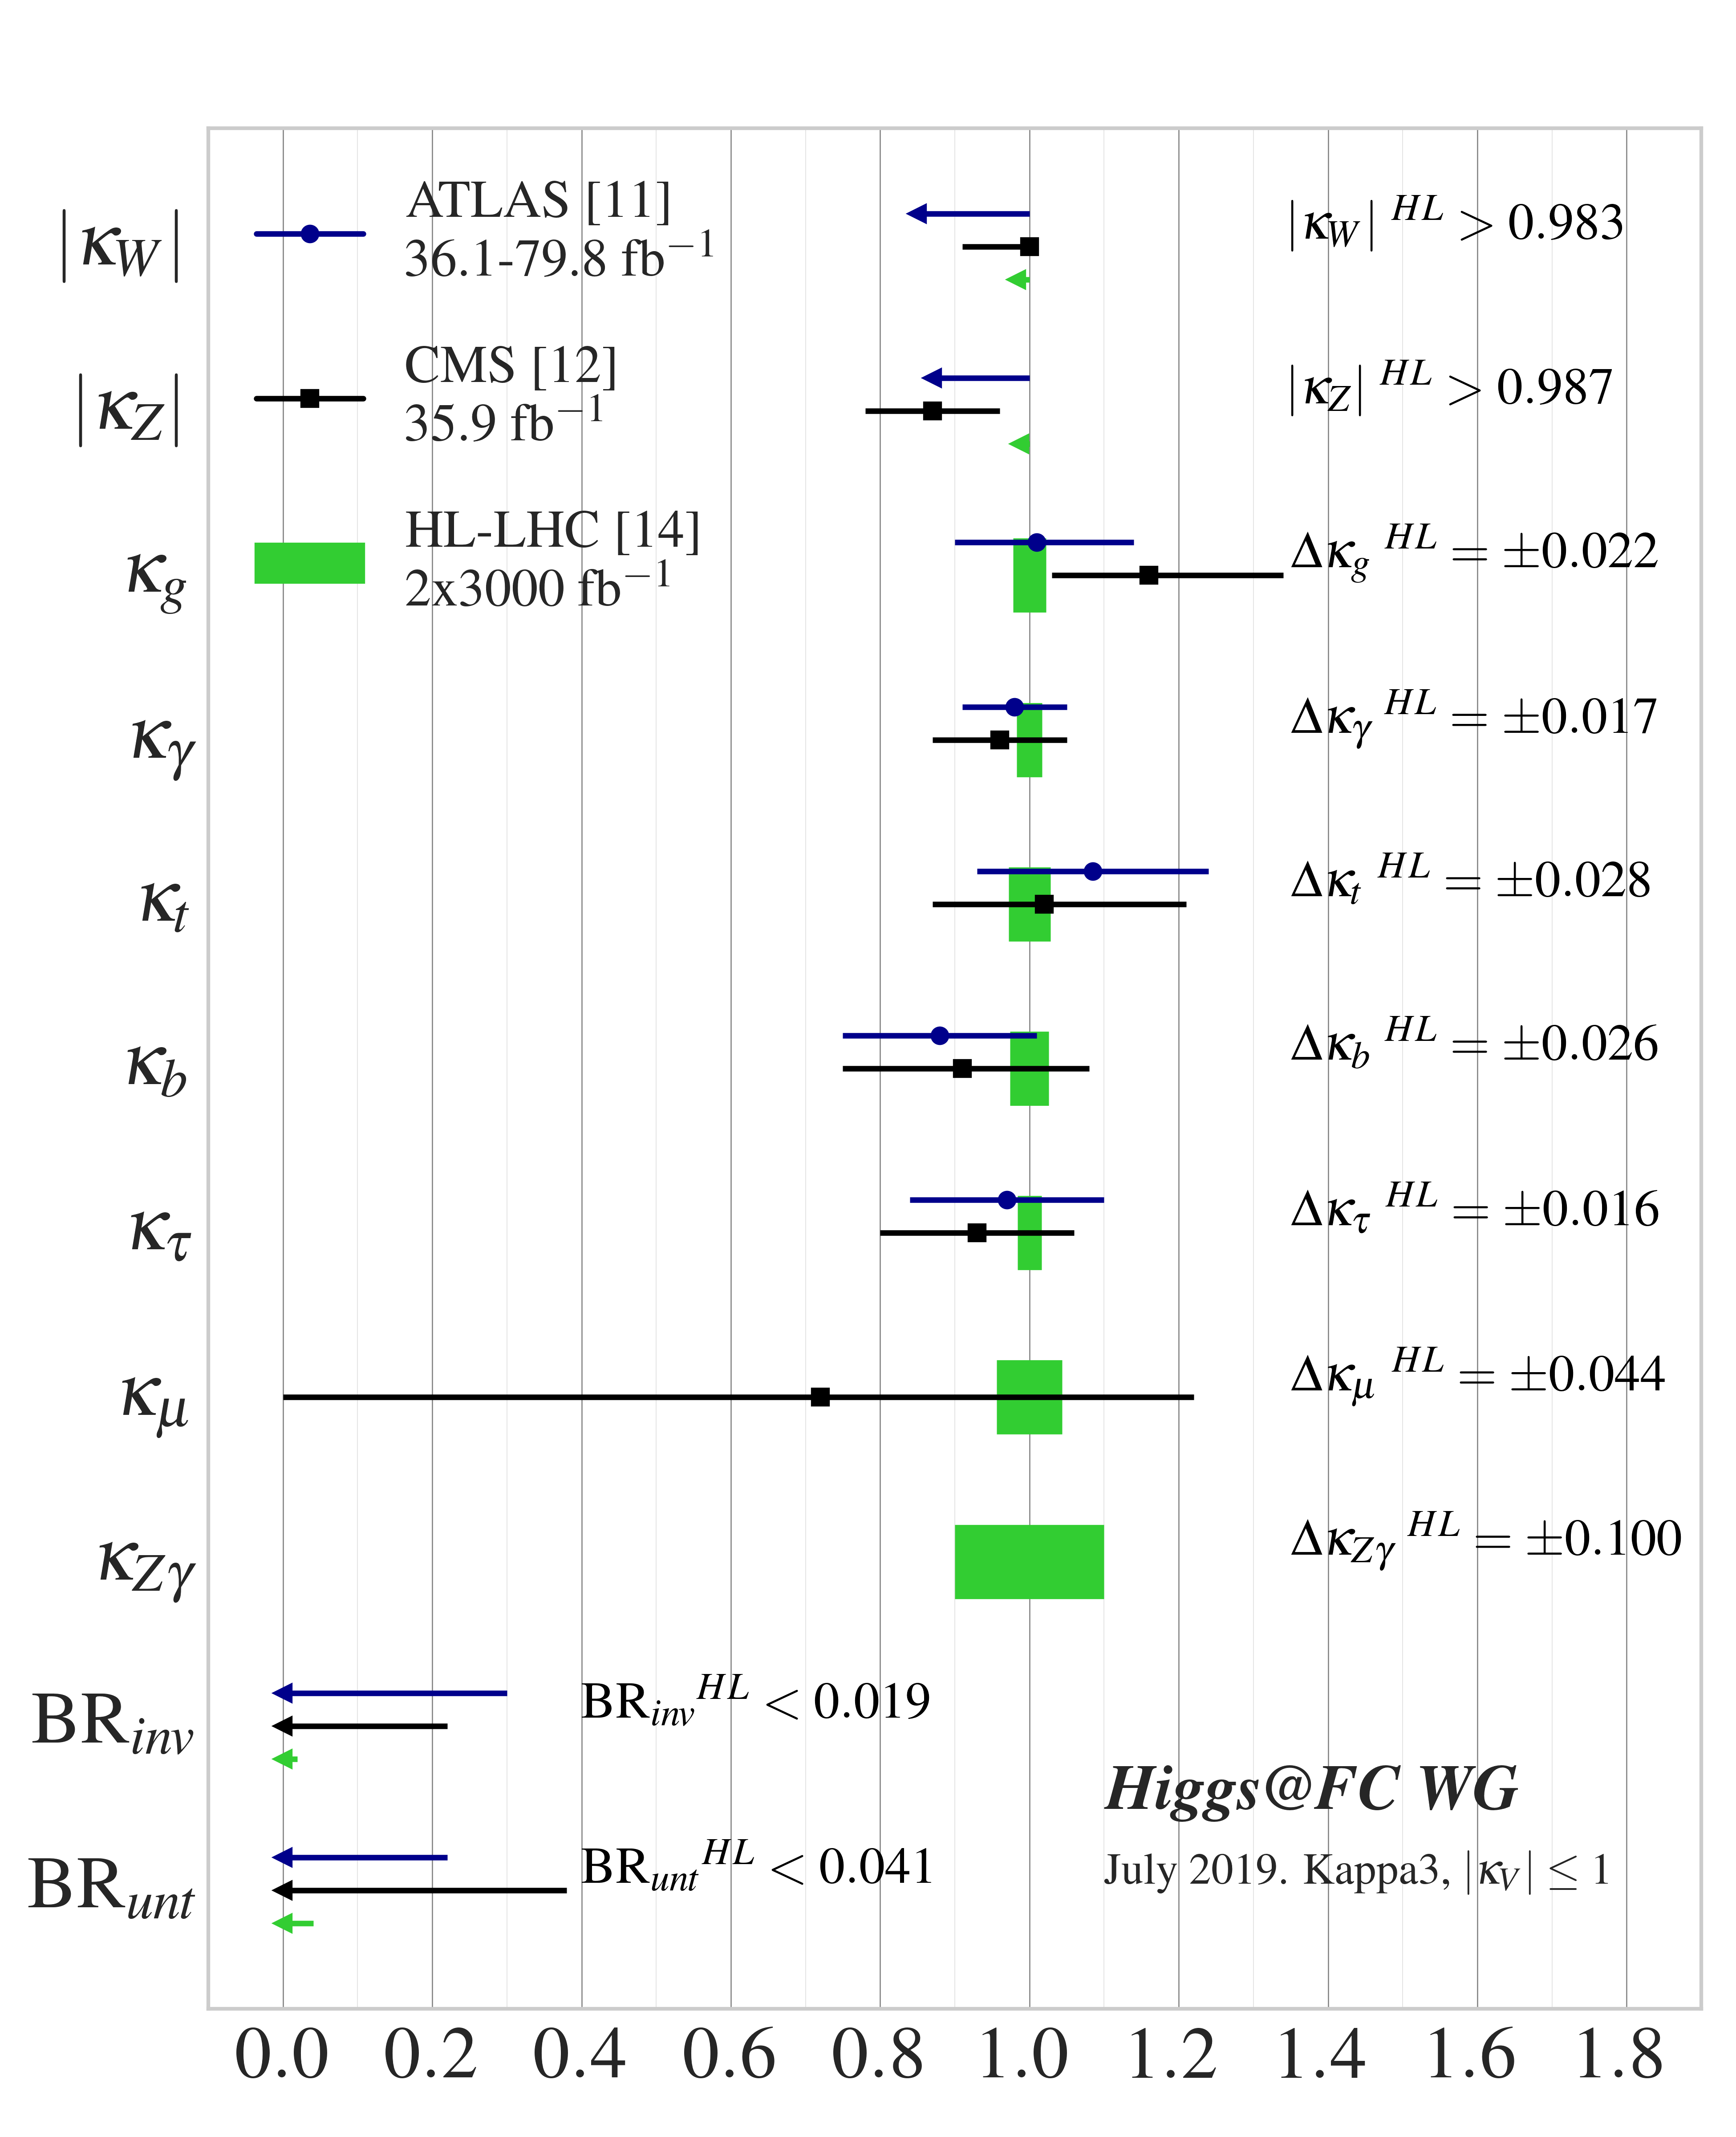 |κ_W|
ATLAS [11]
36.1-79.8 fb⁻¹
|κ_W| ^HL > 0.983
|κ_Z|
CMS [12]
35.9 fb⁻¹
|κ_Z| ^HL > 0.987
κ_g
HL-LHC [14]
2x3000 fb⁻¹
Δκ_g ^HL = ±0.022
κ_γ
Δκ_γ ^HL = ±0.017
κ_t
Δκ_t ^HL = ±0.028
κ_b
Δκ_b ^HL = ±0.026
κ_τ
Δκ_τ ^HL = ±0.016
κ_μ
Δκ_μ ^HL = ±0.044
κ_Zγ
Δκ_Zγ ^HL = ±0.100
BR_inv
BR_inv ^HL < 0.019
Higgs@FC WG
BR_unt
BR_unt ^HL < 0.041
July 2019. Kappa3, |κ_V| ≤ 1
0.0 0.2 0.4 0.6 0.8 1.0 1.2 1.4 1.6 1.8